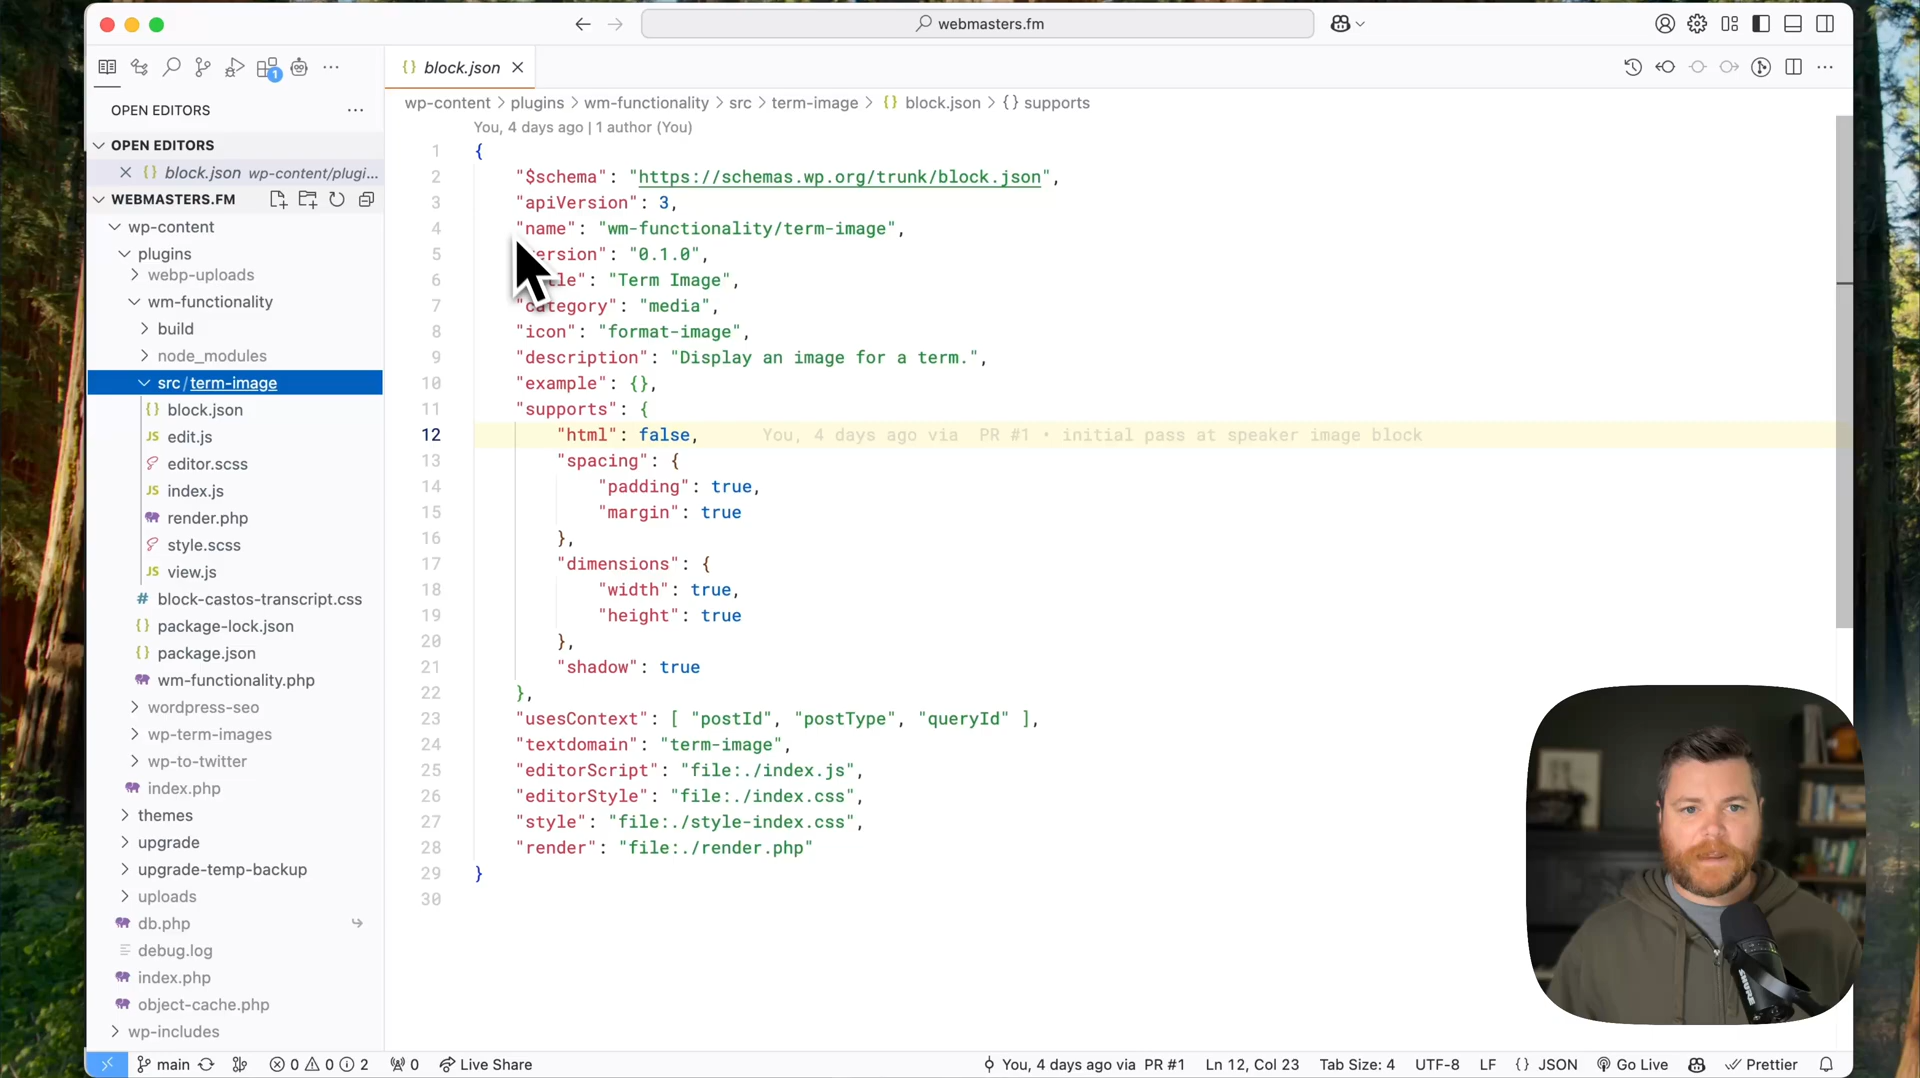 webmasters.fm
1
block.json
OPEN EDITORS
wp-content > plugins > wm-functionality > src > term-image > {} block.json > {} supports
You, 4 days ago | 1 author (You)
OPEN EDITORS
block.json wp-content/plugi...
WEBMASTERS.FM
wp-content
plugins
webp-uploads
wm-functionality
build
node_modules
src / term-image
block.json
JS edit.js
editor.scss
JS index.js
render.php
style.scss
JS view.js
# block-castos-transcript.css
{} package-lock.json
{} package.json
wm-functionality.php
wordpress-seo
wp-term-images
wp-to-twitter
index.php
themes
upgrade
upgrade-temp-backup
uploads
db.php
debug.log
index.php
object-cache.php
wp-includes
1 {
2 "$schema": "https://schemas.wp.org/trunk/block.json",
3 "apiVersion": 3,
4 "name": "wm-functionality/term-image",
5 ersion": "0.1.0",
6 tle": "Term Image",
7 "category": "media",
8 "icon": "format-image",
9 "description": "Display an image for a term.",
10 "example": {},
11 "supports": {
12 "html": false, You, 4 days ago via PR #1 • initial pass at speaker image block
13 "spacing": {
14 "padding": true,
15 "margin": true
16 },
17 "dimensions": {
18 "width": true,
19 "height": true
20 },
21 "shadow": true
22 },
23 "usesContext": [ "postId", "postType", "queryId" ],
24 "textdomain": "term-image",
25 "editorScript": "file:./index.js",
26 "editorStyle": "file:./index.css",
27 "style": "file:./style-index.css",
28 "render": "file:./render.php"
29 }
30
SHURE
main 0 0 2 0 Live Share You, 4 days ago via PR #1 Ln 12, Col 23 Tab Size: 4 UTF-8 LF {} JSON Go Live Prettier